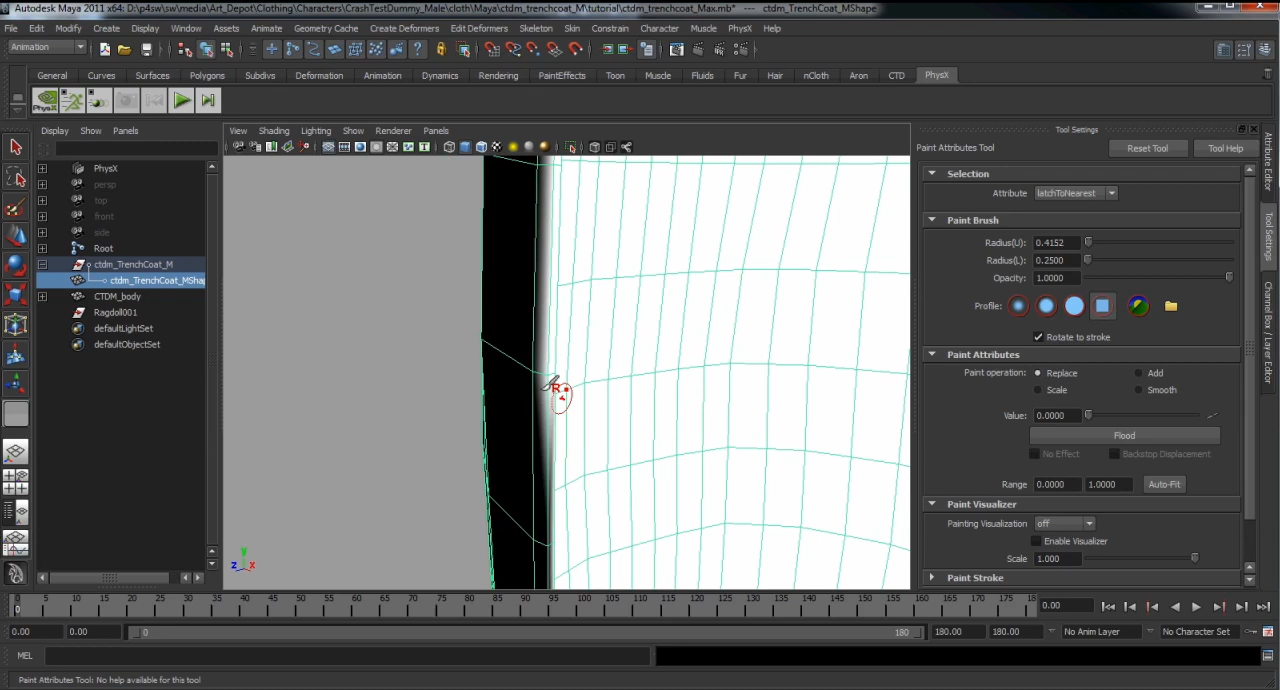 Autodesk Maya 2011 x64: D:\p4sw\sw\media\Art_Depot\Clothing\Characters\CrashTestDummy_Male\cloth\Maya\ctdm_trenchcoat_M\tutorial\ctdm_trenchcoat_Max.mb* --- ctdm_TrenchCoat_MShape
File Edit Modify Create Display Window Assets Animate Geometry Cache Create Deformers Edit Deformers Skeleton Skin Constrain Character Muscle PhysX Help
Animation
General Curves Surfaces Polygons Subdivs Deformation Animation Dynamics Rendering PaintEffects Toon Muscle Fluids Fur Hair nCloth Aron CTD PhysX
PhysX
Display Show Panels
View Shading Lighting Show Renderer Panels
Tool Settings
Paint Attributes Tool Reset Tool Tool Help
PhysX
persp
top
front
side
Root
ctdm_TrenchCoat_M
ctdm_TrenchCoat_MShap
CTDM_body
Ragdoll001
defaultLightSet
defaultObjectSet
R
y
z x
Selection
Attribute latchToNearest
Paint Brush
Radius(U): 0.4152
Radius(L): 0.2500
Opacity: 1.0000
Profile:
Rotate to stroke
Paint Attributes
Paint operation: Replace Add
Scale Smooth
Value: 0.0000
Flood
No Effect Backstop Displacement
Range 0.0000 1.0000 Auto-Fit
Paint Visualizer
Painting Visualization off
Enable Visualizer
Scale 1.000
Paint Stroke
Attribute Editor
Tool Settings
Channel Box / Layer Editor
0 5 10 15 20 25 30 35 40 45 50 55 60 65 70 75 80 85 90 95 100 105 110 115 120 125 130 135 140 145 150 155 160 165 170 175 18
0
0.00
0.00 0.00 0 180 180.00 180.00 No Anim Layer No Character Set
MEL
Paint Attributes Tool: No help available for this tool